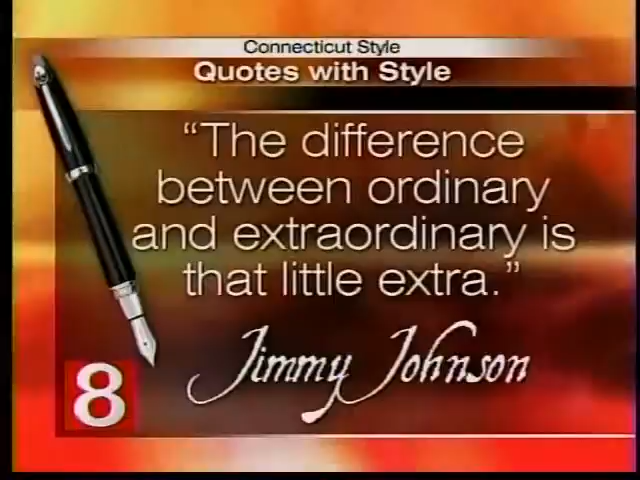 Connecticut Style
Quotes with Style
“The difference
between ordinary
and extraordinary is
that little extra.”
Jimmy Johnson
8